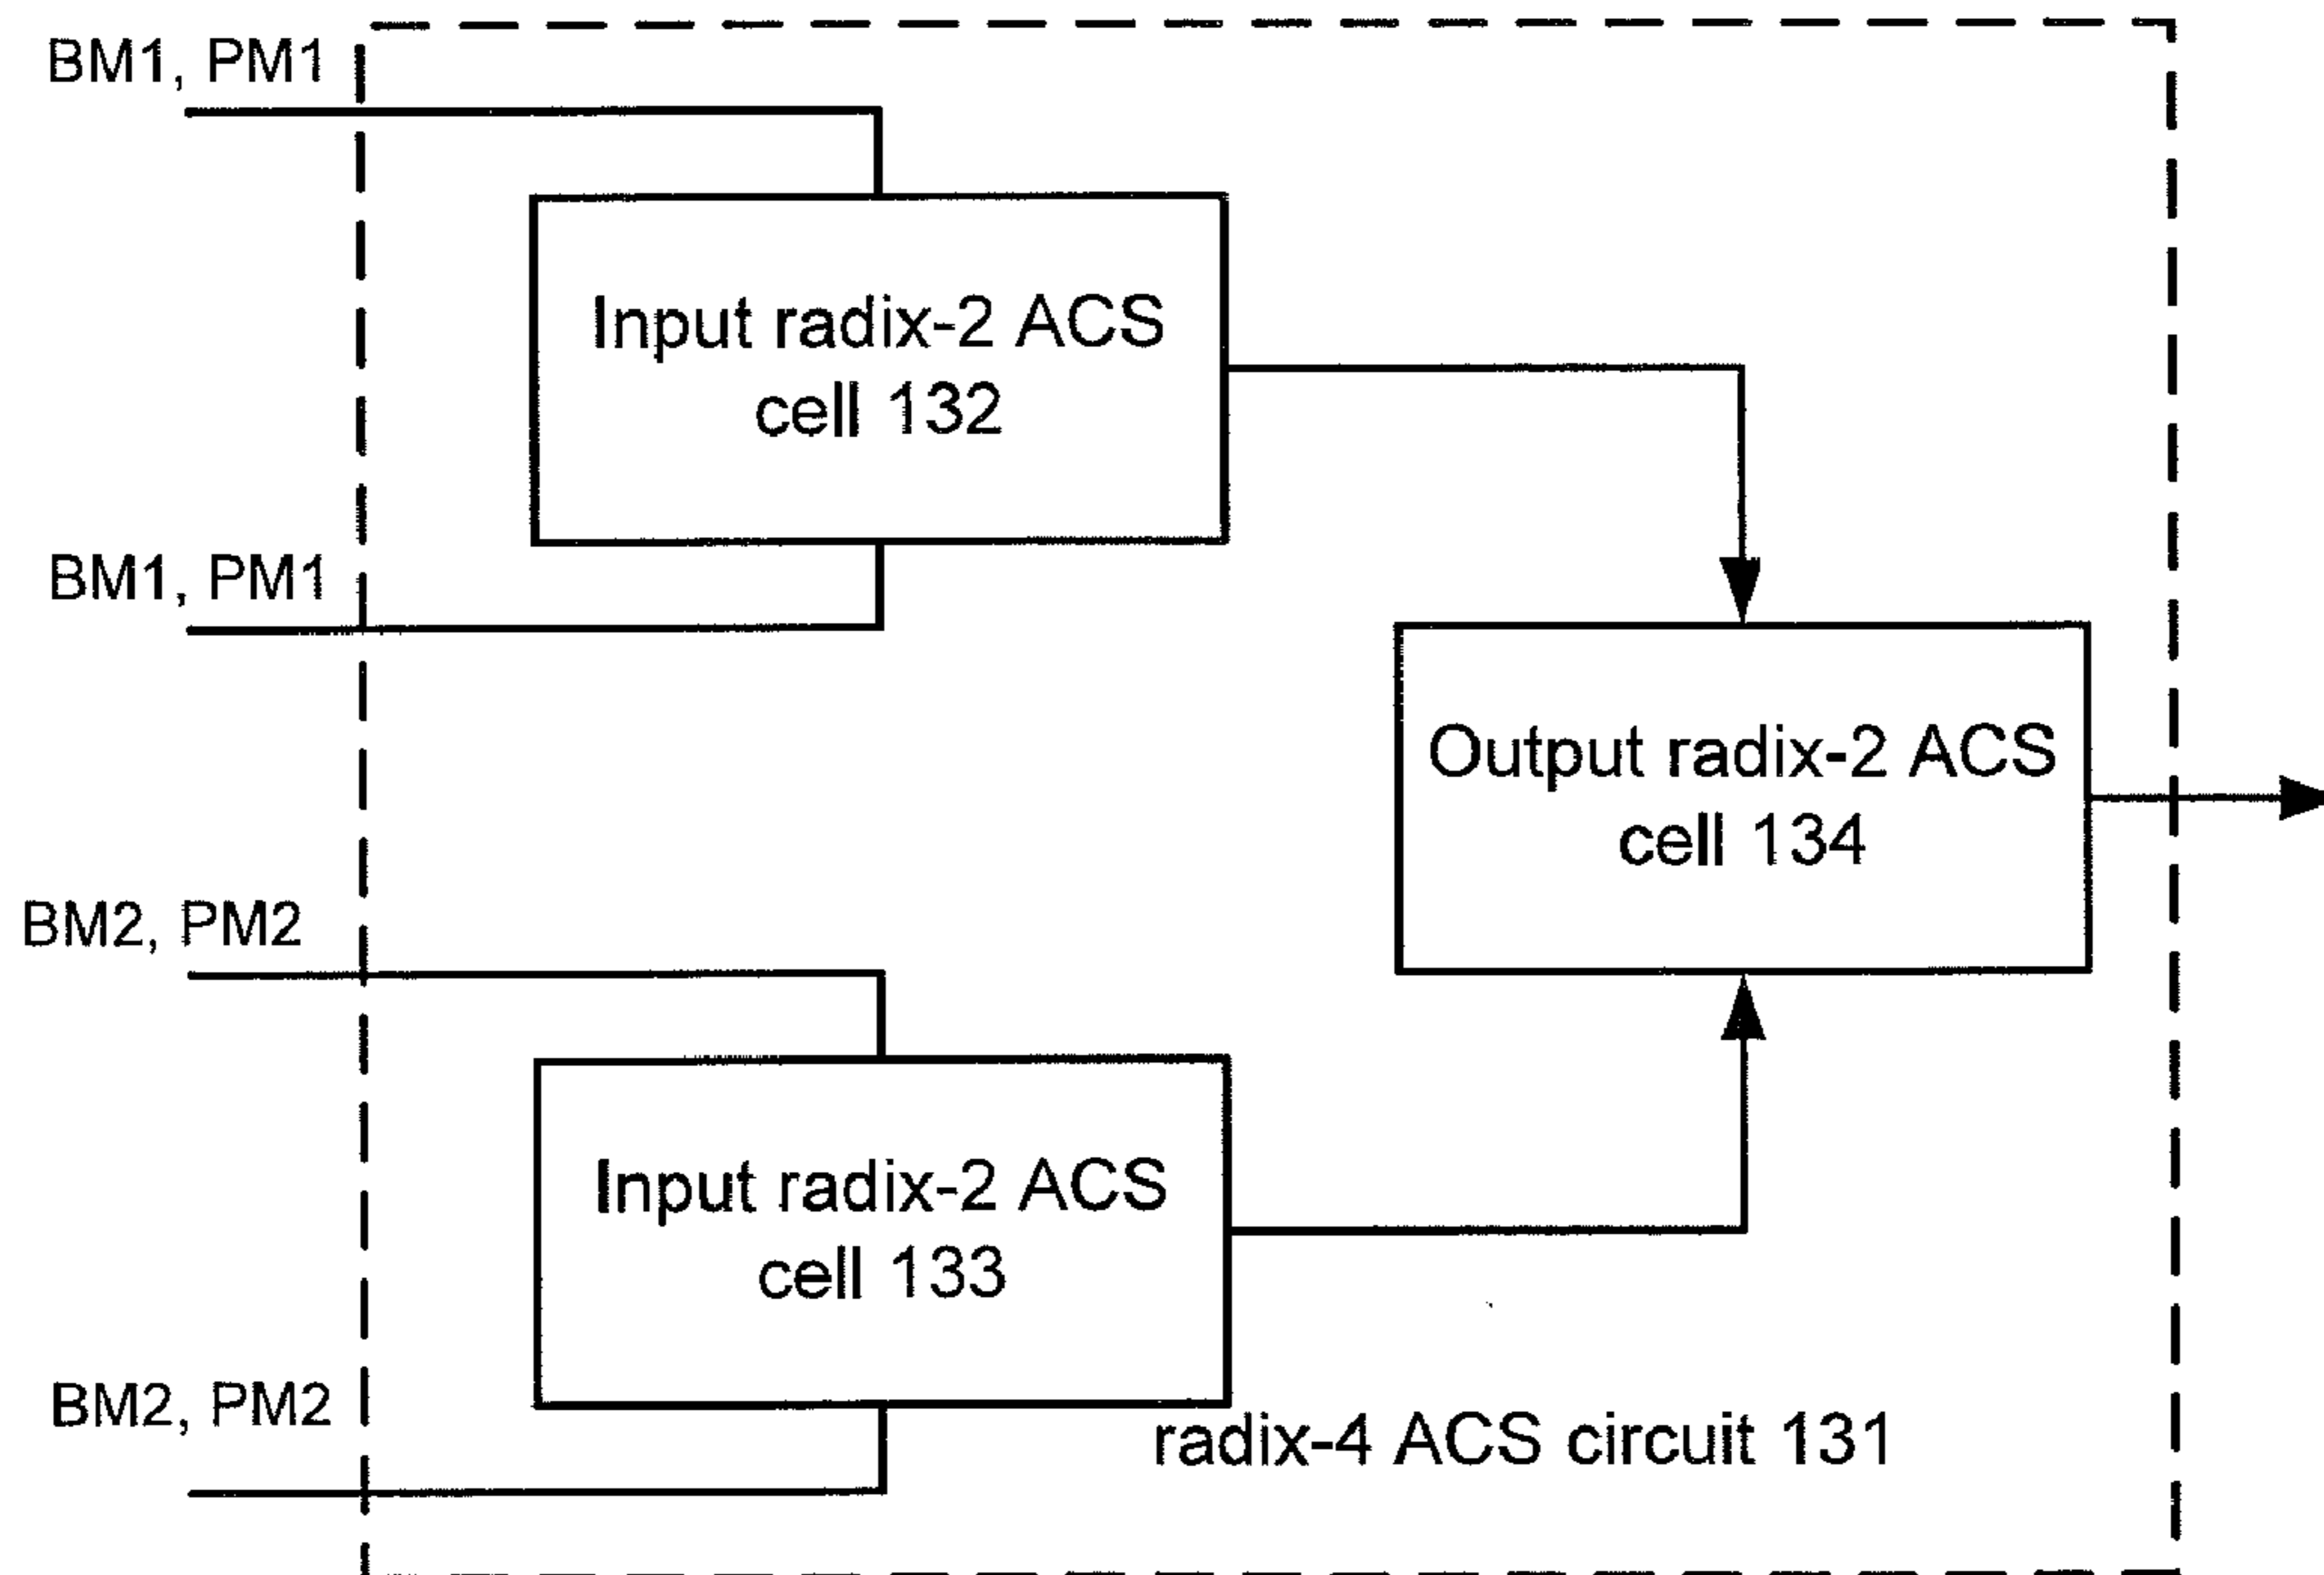 BM1, PM1
Input radix-2 ACS
cell 132
BM1, PM1
Output radix-2 ACS
cell 134
BM2, PM2
Input radix-2 ACS
cell 133
BM2, PM2
radix-4 ACS circuit 131